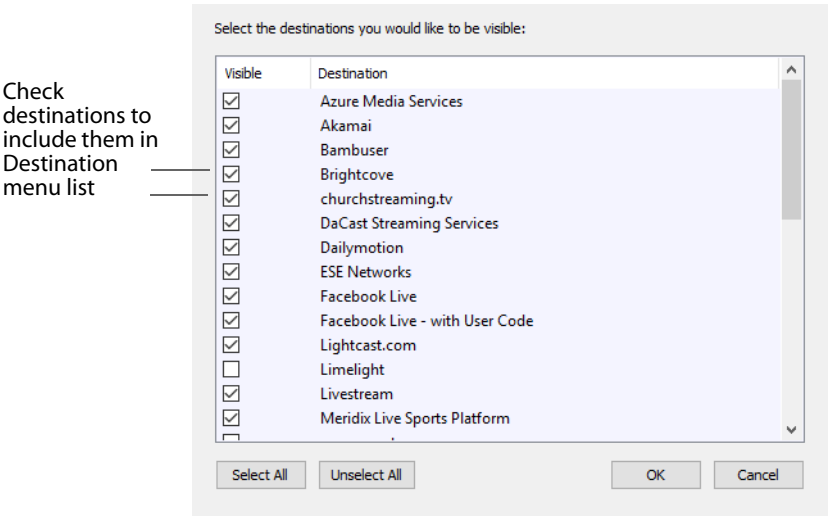 Select the destinations you would like to be visible:
Check
destinations to
include them in
Destination
menu list
Visible Destination
Azure Media Services
Akamai
Bambuser
Brightcove
churchstreaming.tv
DaCast Streaming Services
Dailymotion
ESE Networks
Facebook Live
Facebook Live - with User Code
Lightcast.com
Limelight
Livestream
Meridix Live Sports Platform
Select All Unselect All OK Cancel